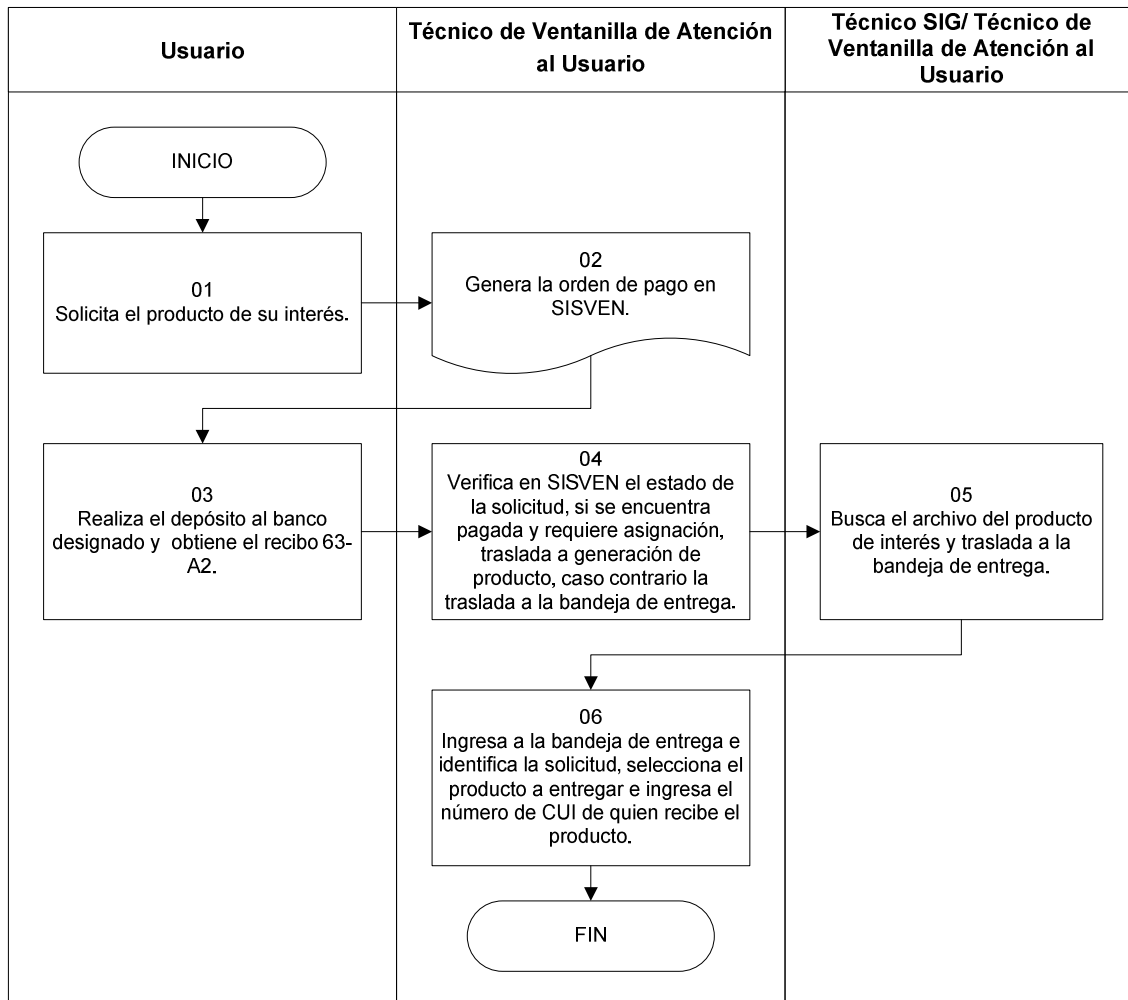 Usuario
Técnico de Ventanilla de Atención
al Usuario
Técnico SIG/ Técnico de
Ventanilla de Atención al
Usuario
INICIO
01
Solicita el producto de su interés.
02
Genera la orden de pago en
SISVEN.
03
Realiza el depósito al banco
designado y obtiene el recibo 63-
A2.
04
Verifica en SISVEN el estado de
la solicitud, si se encuentra
pagada y requiere asignación,
traslada a generación de
producto, caso contrario la
traslada a la bandeja de entrega.
05
Busca el archivo del producto
de interés y traslada a la
bandeja de entrega.
06
Ingresa a la bandeja de entrega e
identifica la solicitud, selecciona el
producto a entregar e ingresa el
número de CUI de quien recibe el
producto.
FIN